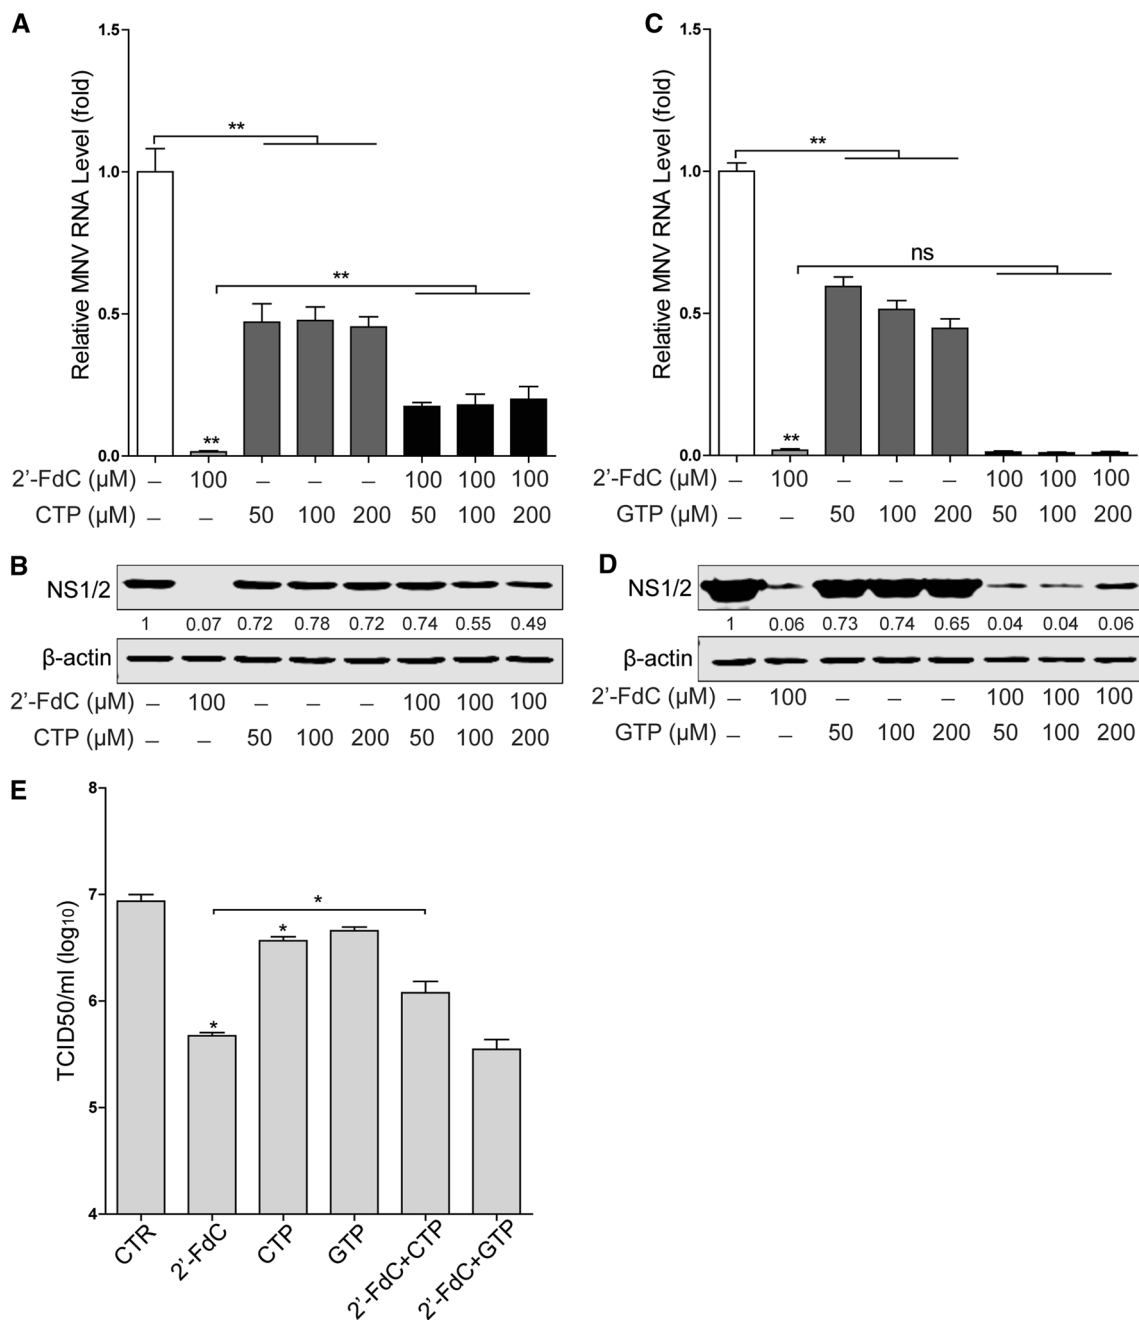 A
Relative MNV RNA Level (fold)
1.5
1.0
0.5
0.0
**
**
**
2'-FdC (µM) – 100 – – – 100 100 100
CTP (µM) – – 50 100 200 50 100 200
C
Relative MNV RNA Level (fold)
1.5
1.0
0.5
0.0
**
ns
**
2'-FdC (µM) – 100 – – – 100 100 100
GTP (µM) – – 50 100 200 50 100 200
B
NS1/2
1 0.07 0.72 0.78 0.72 0.74 0.55 0.49
β-actin
2'-FdC (µM) – 100 – – – 100 100 100
CTP (µM) – – 50 100 200 50 100 200
D
NS1/2
1 0.06 0.73 0.74 0.65 0.04 0.04 0.06
β-actin
2'-FdC (µM) – 100 – – – 100 100 100
GTP (µM) – – 50 100 200 50 100 200
E
TCID50/ml (log10)
8
7
6
5
4
*
*
*
CTR
2'-FdC
CTP
GTP
2'-FdC+CTP
2'-FdC+GTP